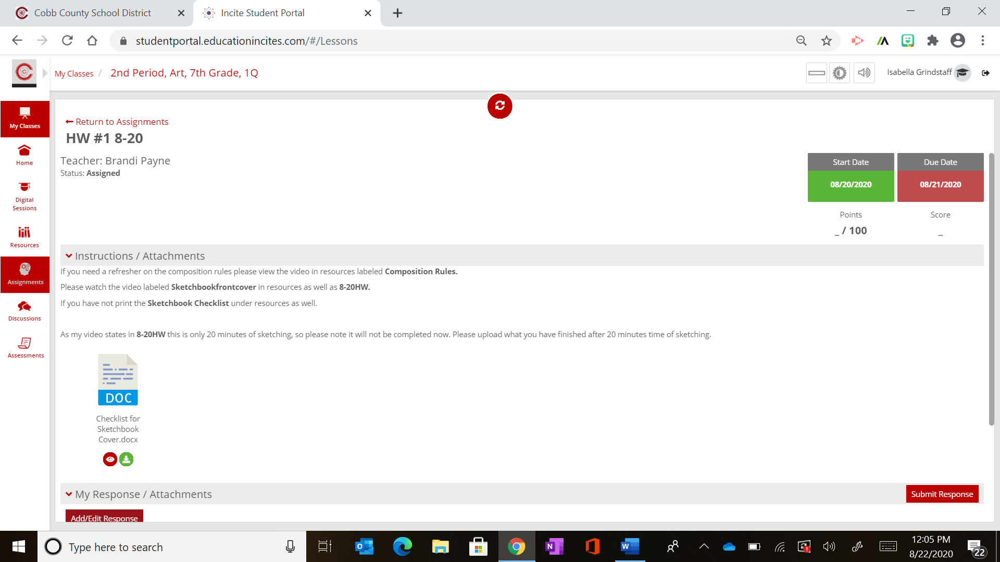 Cobb County School District
Incite Student Portal
studentportal.educationincites.com/#/Lessons
My Classes / 2nd Period, Art, 7th Grade, 1Q
Isabella Grindstaff
My Classes
Home
Digital
Sessions
Resources
Assignments
Discussions
Assessments
Return to Assignments
HW #1 8-20
Teacher: Brandi Payne
Status: Assigned
Start Date
Due Date
08/20/2020
08/21/2020
Points
Score
_ / 100
_
Instructions / Attachments
If you need a refresher on the composition rules please view the video in resources labeled Composition Rules.
Please watch the video labeled Sketchbookfrontcover in resources as well as 8-20HW.
If you have not print the Sketchbook Checklist under resources as well.
As my video states in 8-20HW this is only 20 minutes of sketching, so please note it will not be completed now. Please upload what you have finished after 20 minutes time of sketching.
DOC
Checklist for
Sketchbook
Cover.docx
My Response / Attachments
Submit Response
Add/Edit Response
Type here to search
12:05 PM
8/22/2020
22